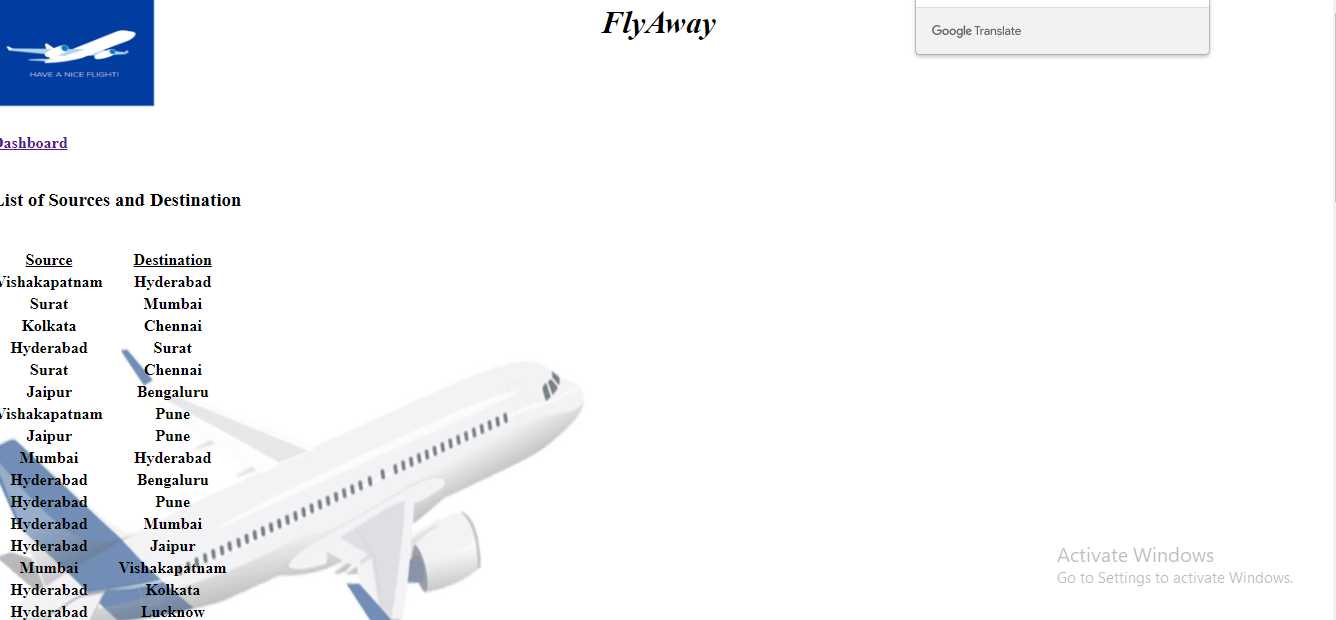 FlyAway
Google Translate
HAVE A NICE FLIGHT!
Dashboard
List of Sources and Destination
Source Destination
Vishakapatnam Hyderabad
Surat Mumbai
Kolkata Chennai
Hyderabad Surat
Surat Chennai
Jaipur Bengaluru
Vishakapatnam Pune
Jaipur Pune
Mumbai Hyderabad
Hyderabad Bengaluru
Hyderabad Pune
Hyderabad Mumbai
Hyderabad Jaipur
Mumbai Vishakapatnam
Hyderabad Kolkata
Hyderabad Lucknow
Activate Windows
Go to Settings to activate Windows.